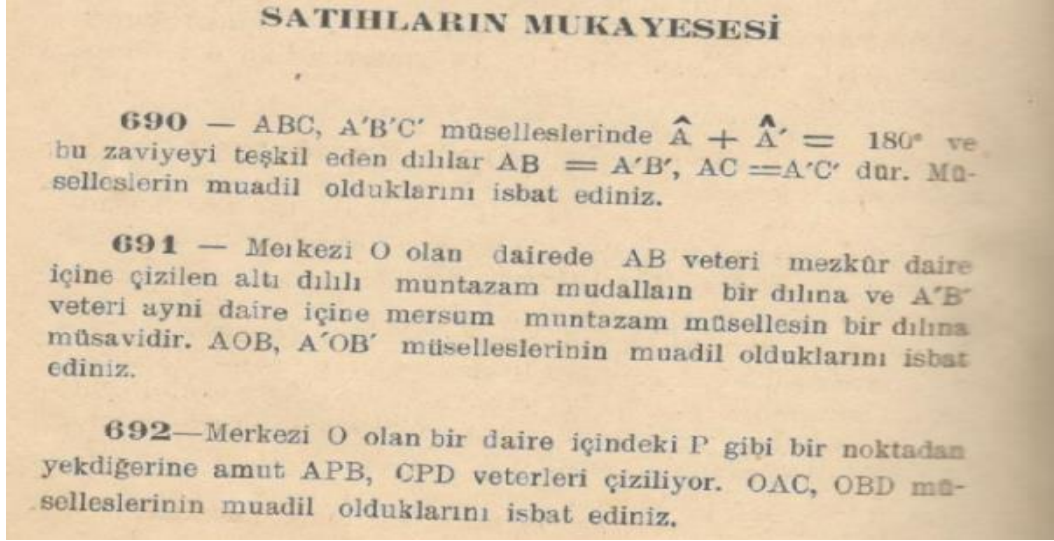 SATIHLARIN MUKAYESESİ
690 — ABC, A′B′C′ müselleslerinde Â + Â′ = 180° ve
bu zaviyeyi teşkil eden dılılar AB = A′B′, AC =A′C′ dür. Mü-
selleslerin muadil olduklarını isbat ediniz.
691 — Merkezi O olan dairede AB veteri mezkûr daire
içine çizilen altı dılılı muntazam mudallaın bir dılına ve A′B′
veteri ayni daire içine mersum muntazam müsellesin bir dılına
müsavidir. AOB, A′OB′ müselleslerinin muadil olduklarını isbat
ediniz.
692—Merkezi O olan bir daire içindeki P gibi bir noktadan
yekdiğerine amut APB, CPD veterleri çiziliyor. OAC, OBD mü-
selleslerinin muadil olduklarını isbat ediniz.